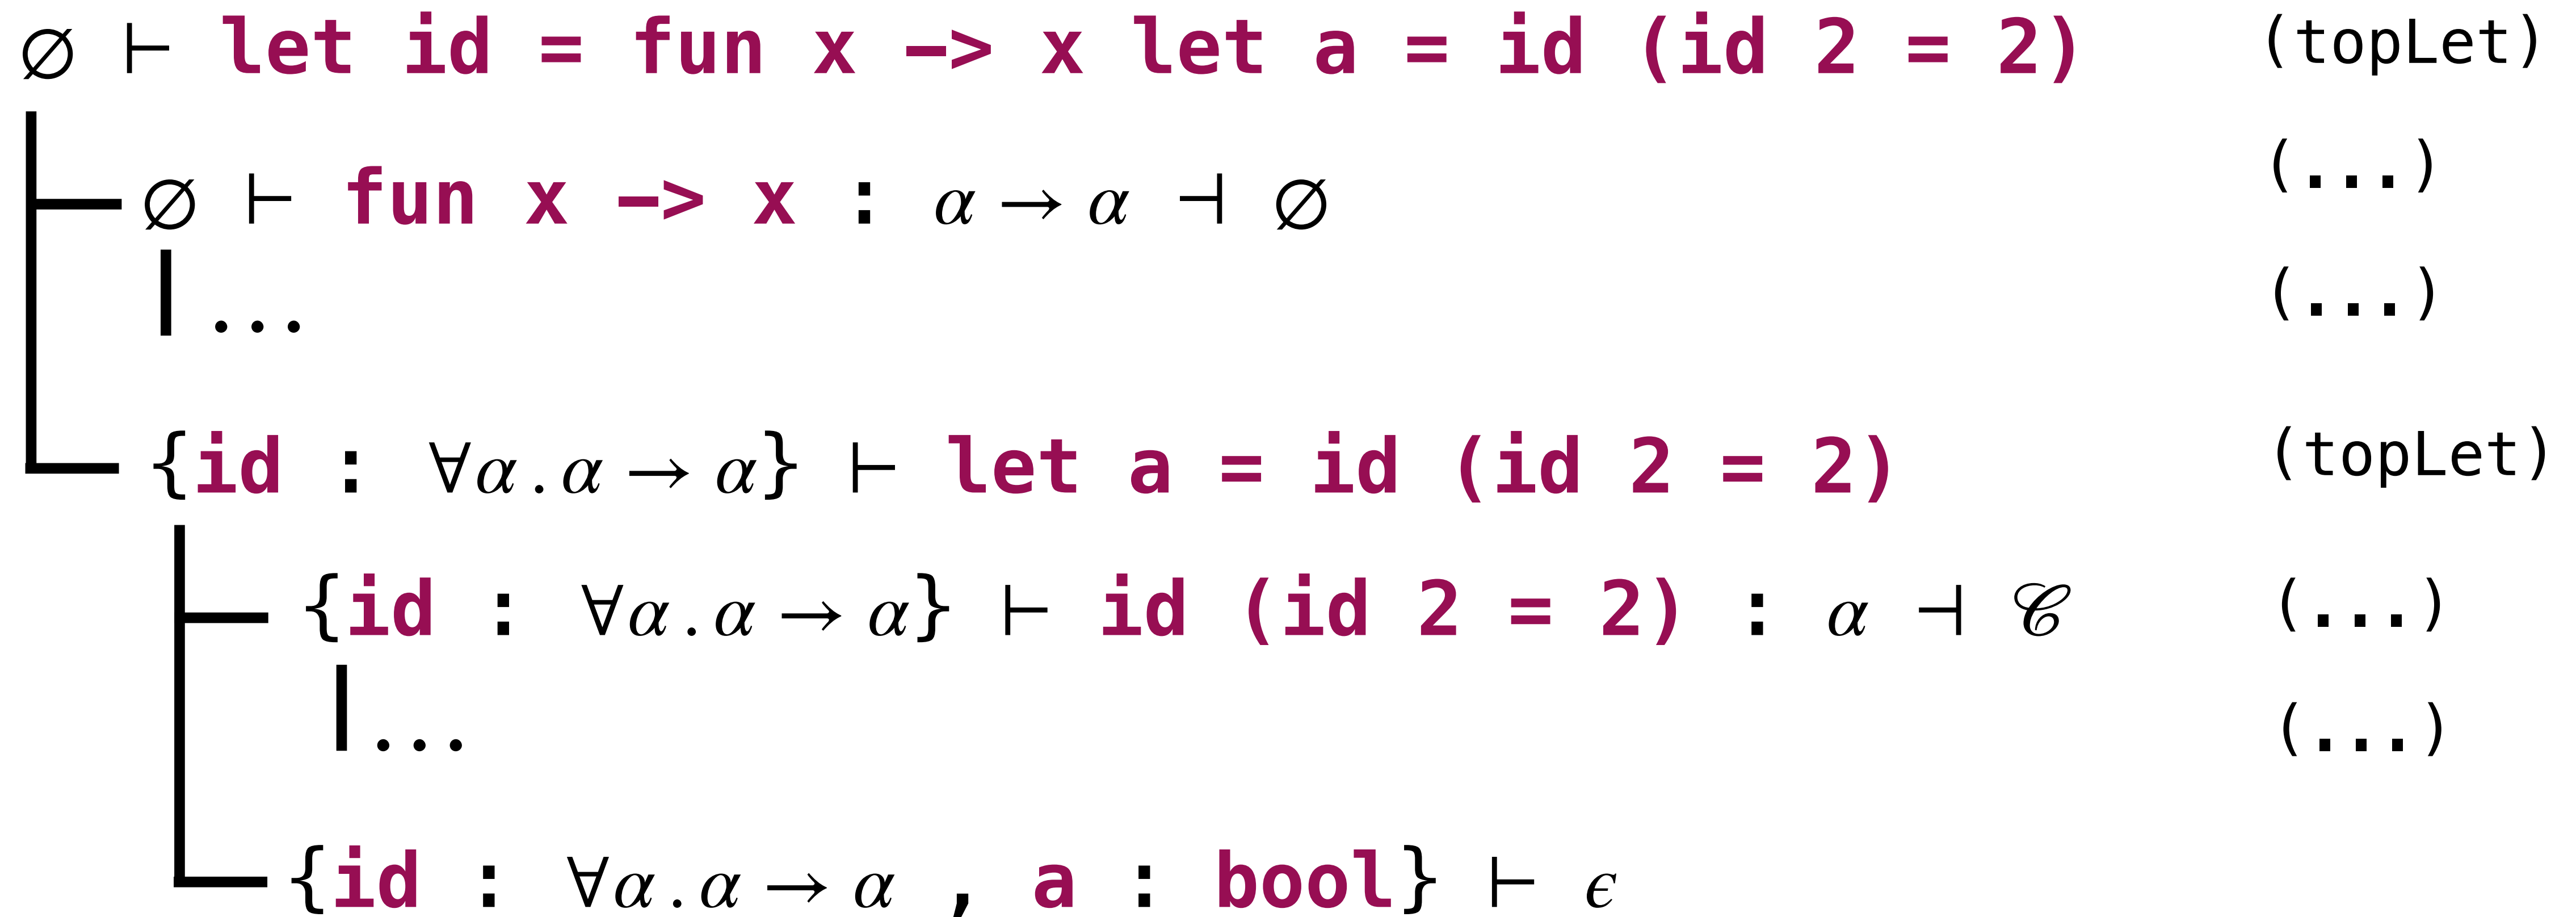 ∅ ⊢ let id = fun x −> x let a = id (id 2 = 2) (topLet)
∅ ⊢ fun x −> x : α → α ⊣ ∅ (...)
... (...)
{id : ∀α . α → α} ⊢ let a = id (id 2 = 2) (topLet)
{id : ∀α . α → α} ⊢ id (id 2 = 2) : α ⊣ 𝒞 (...)
... (...)
{id : ∀α . α → α , a : bool} ⊢ ϵ